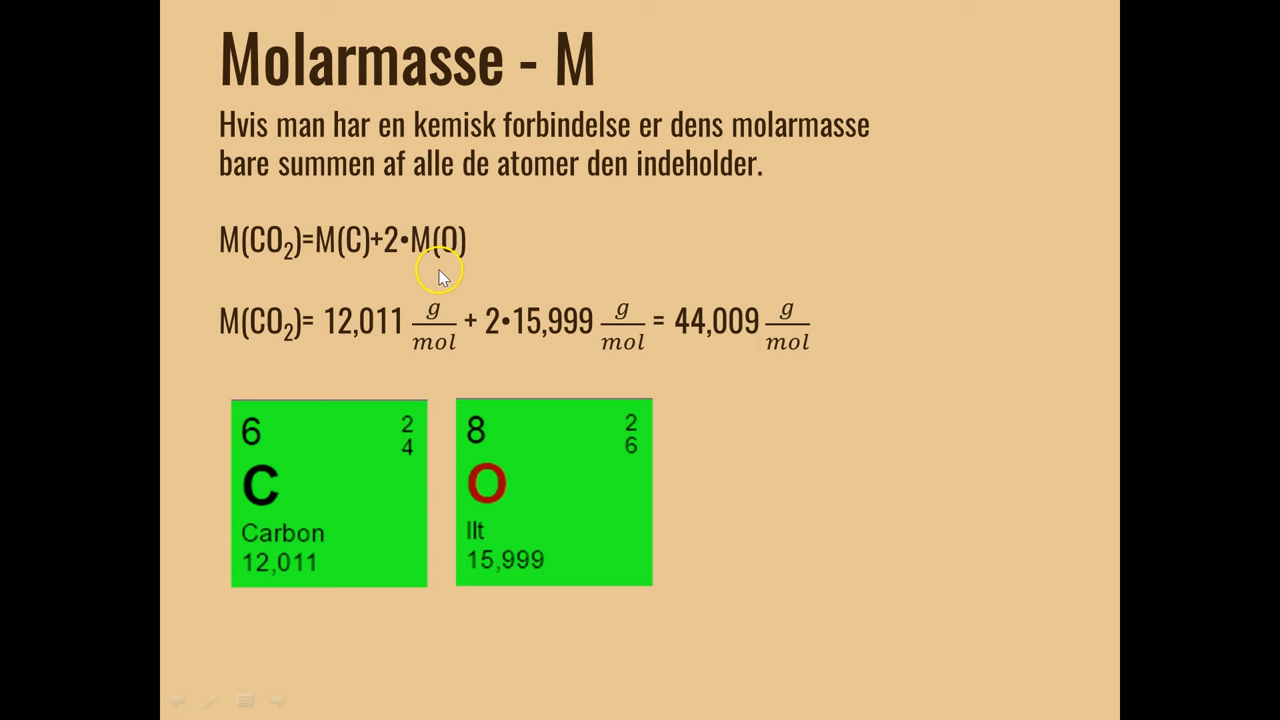 Molarmasse - M
Hvis man har en kemisk forbindelse er dens molarmasse
bare summen af alle de atomer den indeholder.
M(CO₂)=M(C)+2•M(O)
M(CO₂)= 12,011 g/mol + 2•15,999 g/mol = 44,009 g/mol
6 2
4
C
Carbon
12,011
8 2
6
O
Ilt
15,999